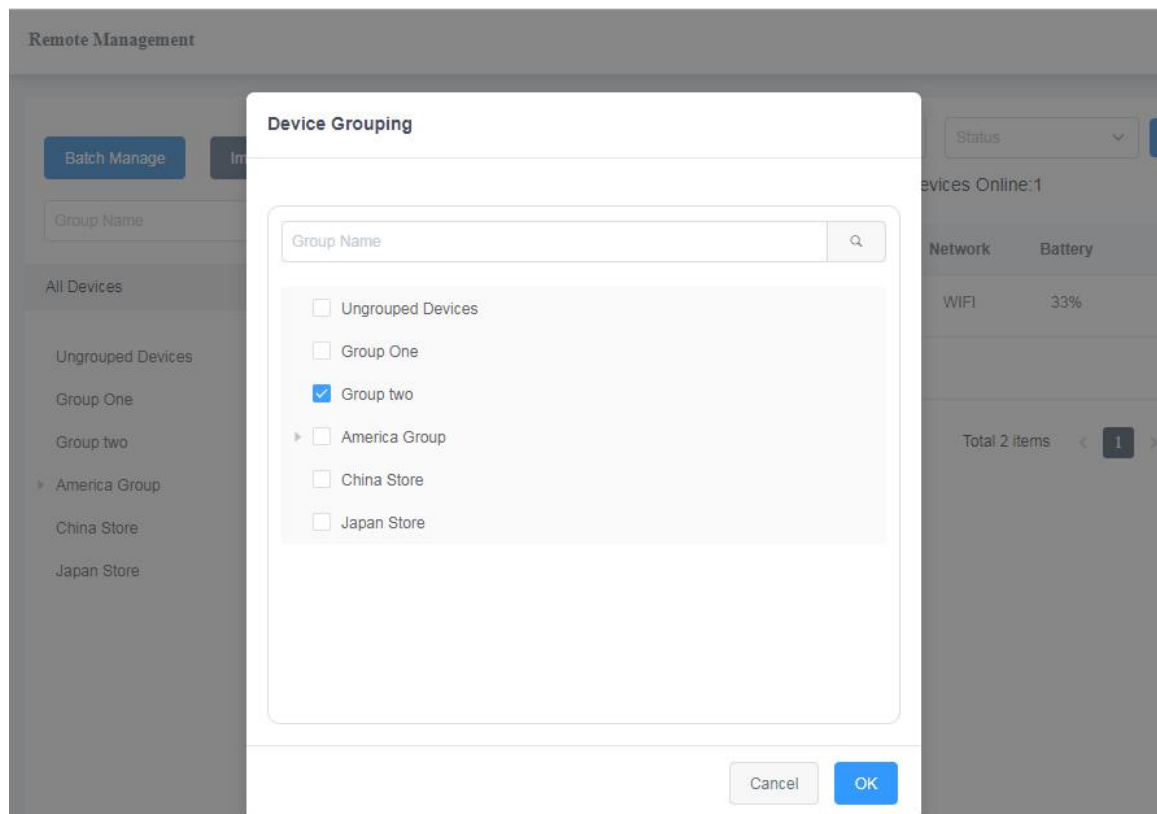 Remote Management
Device Grouping
Batch Manage
Im
Status
evices Online:1
Group Name
Group Name
Network Battery
All Devices
Ungrouped Devices
WIFI 33%
Group One
Ungrouped Devices
Group One
Group two
Group two
America Group
Total 2 items 1
America Group
China Store
China Store
Japan Store
Japan Store
Cancel OK